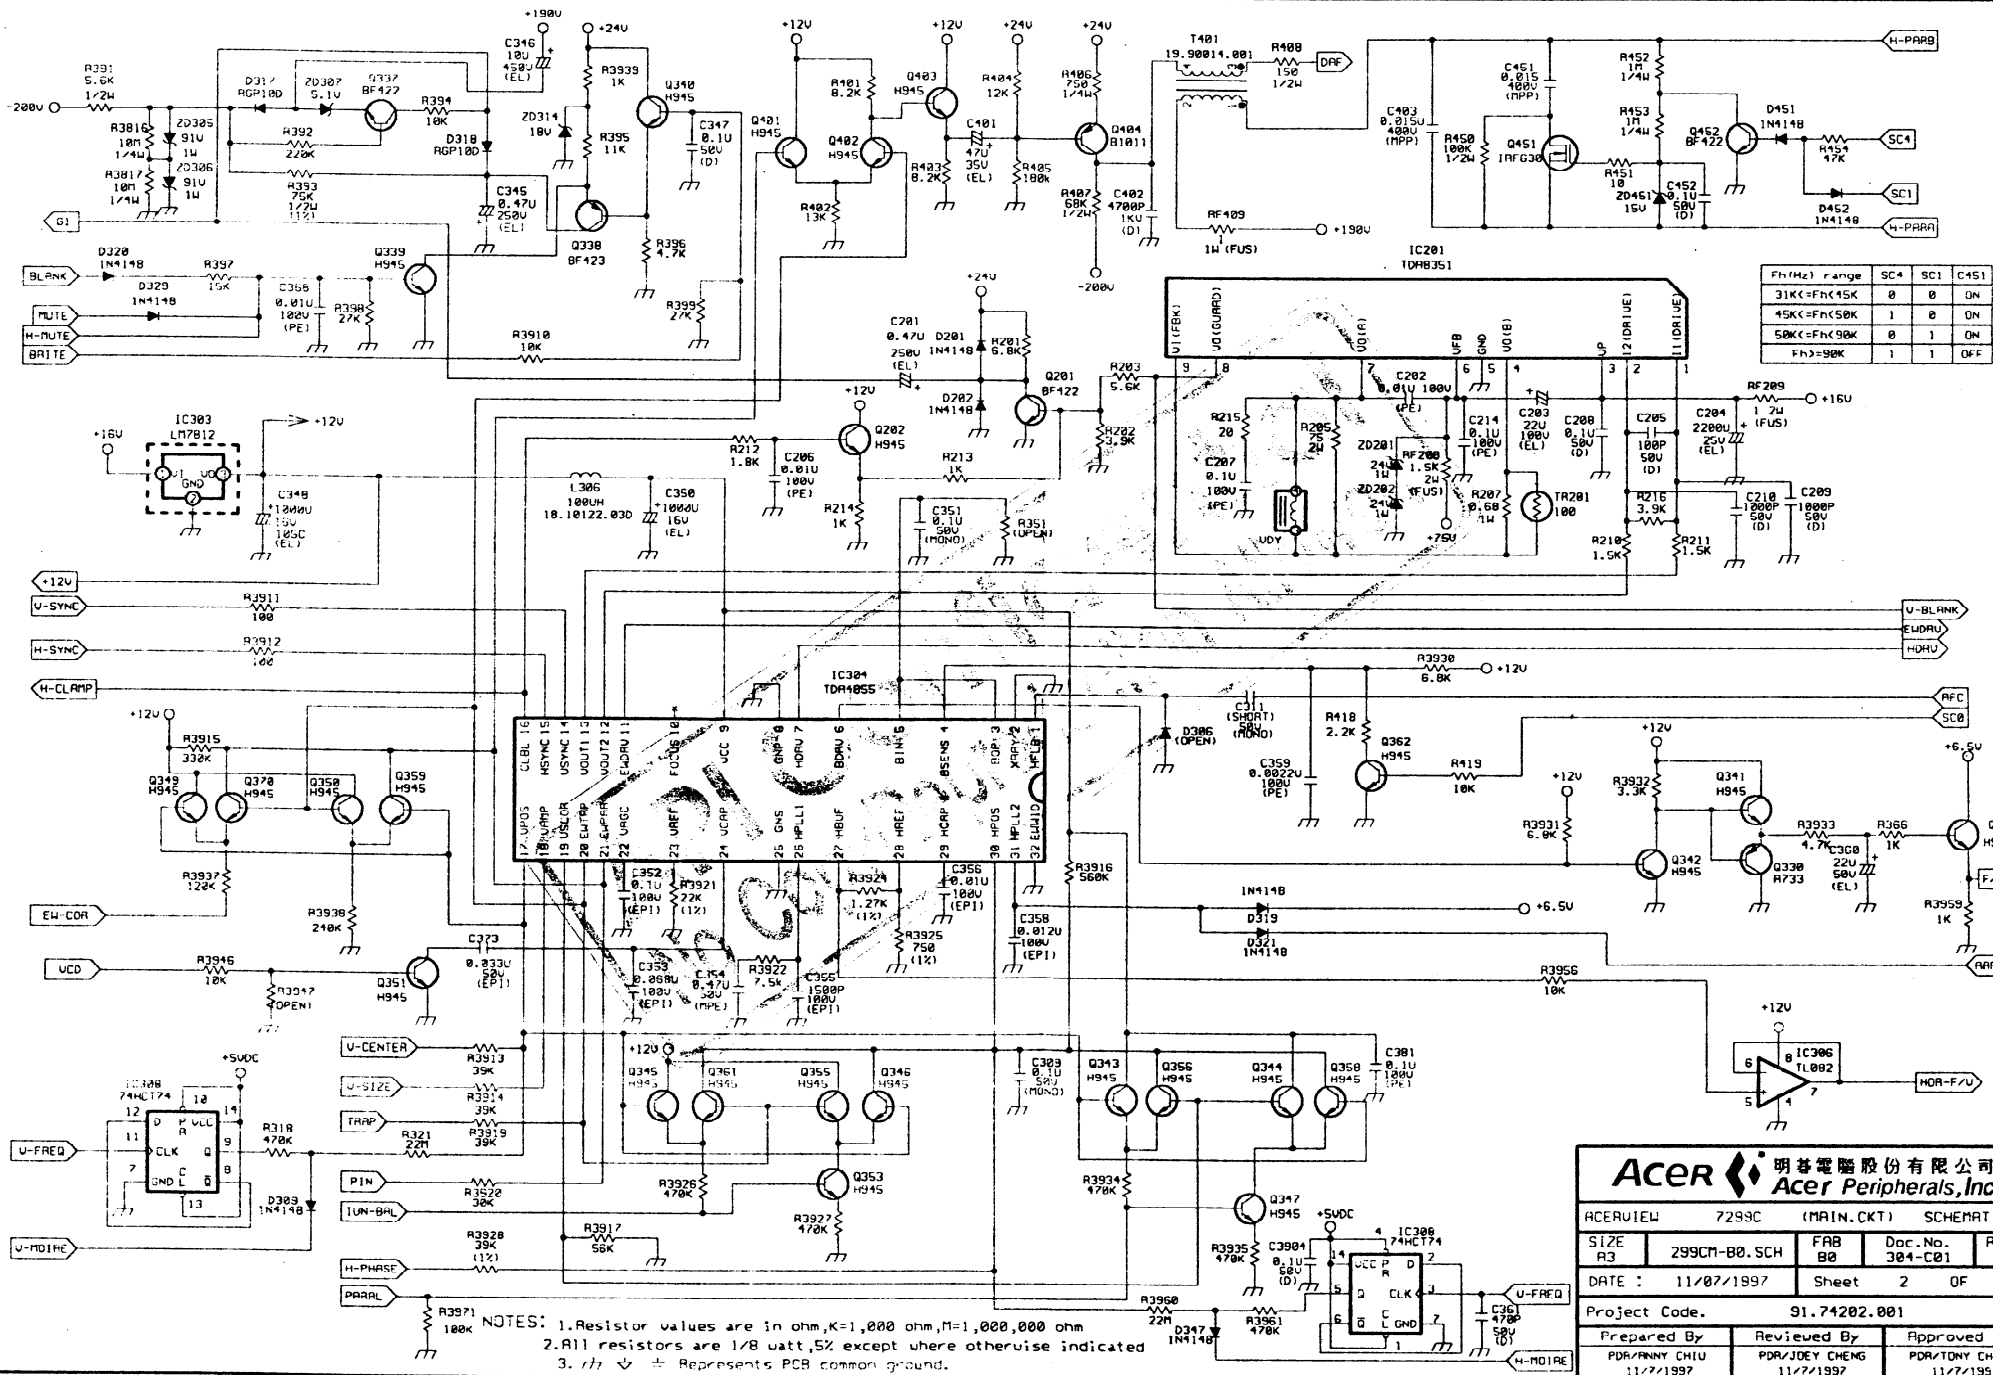 +190V
+24V
C346
10U
450V
(EL)
R391
5.6K
1/2W
-200V
D317
RGP10D
ZD307
5.1V
Q337
BF422
R394
10K
R3816
10M
1/4W
ZD305
91V
1W
R392
220K
D318
RGP10D
R3817
10M
1/4W
ZD306
91V
1W
R393
75K
1/2W
(1%)
C345
0.47U
250V
(EL)
G1
R3939
1K
Q340
H945
ZD314
18V
R395
11K
C347
0.1U
50V
(D)
Q338
BF423
R396
4.7K
R399
27K
D320
1N4148
BLANK
R397
15K
Q339
H945
D329
1N4148
MUTE
H-MUTE
BRITE
0.01U
100V
(PE)
R398
27K
R3910
10K
+12V
Q401
H945
R401
8.2K
Q402
H945
R402
13K
+12V
Q403
H945
R403
8.2K
C401
47U
35V
(EL)
+24V
R404
12K
R405
180k
+24V
R406
750
1/4W
Q404
B1011
R407
68K
1/2W
C402
4700P
1KV
(D)
-200V
T401
19.90014.001
R408
150
1/2W
DAF
RF409
1
1W (FUS)
+190V
C403
0.015U
400V
(MPP)
C451
0.015
400V
(MPP)
R450
100K
1/2W
Q451
IRFG30
R452
1M
1/4W
R453
1M
1/4W
R451
10
ZD451
15V
C452
0.1U
50V
(D)
Q452
BF422
D451
1N4148
R454
47K
D452
1N4148
H-PARB
SC4
SC1
H-PARA
Fh(Hz) range SC4 SC1 C451
31K<=Fh<45K 0 0 ON
45K<=Fh<50K 1 0 ON
50K<=Fh<90K 0 1 ON
Fh>=90K 1 1 OFF
IC201
TDA8351
VI(FBK)
VO(GUARD)
VO(A)
VFB
GND
VO(B)
VP
I2(DRIVE)
I1(DRIVE)
9 8 7 6 5 4 3 2 1
+24V
C201
0.47U
250V
(EL)
D201
1N4148
R201
6.8K
D202
1N4148
Q201
BF422
R203
5.6K
R202
3.9K
+12V
Q202
H945
R212
1.8K
C206
0.01U
100V
(PE)
R213
1K
R214
1K
R215
20
C207
0.1U
100V
(PE)
VDY
R205
75
2W
C202
0.01U 100V
(PE)
ZD201
24V
1W
ZD202
24V
1W
RF208
1.5K
2W
(FUS)
+75V
C214
0.1U
100V
(PE)
R207
0.68
1W
C203
22U
100V
(EL)
TR201
100
C208
0.1U
50V
(D)
C205
100P
50V
(D)
C204
2200U
25V
(EL)
RF209
1 2W
(FUS)
+16V
R216
3.9K
R210
1.5K
R211
1.5K
C210
1000P
50V
(D)
C209
1000P
50V
(D)
IC303
LM7812
+16V
VI VO
GND
+12V
C348
1000U
16V
105C
(EL)
L306
100UH
18.10122.03D
C350
1000U
16V
(EL)
C351
0.1U
50V
(MONO)
R351
(OPEN)
+12V
V-SYNC
R3911
100
H-SYNC
R3912
100
H-CLAMP
V-BLANK
EWDRV
HDRV
IC304
TDA4855
CLBL 16
HSYNC 15
VSYNC 14
VOUT1 13
VOUT2 12
EWDRV 11
FOCUS 10
VCC 9
GNP 8
HDRV 7
BDRV 6
BIN 5
BSENS 4
BOP 3
XRAY 2
HFLB 1
17 VPOS
18 VAMP
19 VSCOR
20 EWTRP
21 EWPAR
22 VAGC
23 VREF
24 VCAP
25 GNS
26 HPLL1
27 HBUF
28 HREF
29 HCAP
30 HPOS
31 HPLL2
32 EWWID
+12V
R3915
330K
Q349
H945
Q370
H945
Q350
H945
Q359
H945
R3937
120K
EW-COR
R3938
240K
VCD
R3946
10K
R3947
(OPEN)
Q351
H945
C373
0.033U
50V
(EPI)
C352
0.1U
100V
(EPI)
R3921
22K
(1%)
C353
0.068U
100V
(EPI)
C354
0.47U
50V
(MPE)
R3922
7.5k
C355
1500P
100V
(EPI)
R3924
1.27K
(1%)
R3925
750
(1%)
C356
0.01U
100V
(EPI)
C358
0.012U
100V
(EPI)
R3916
560K
D306
(OPEN)
C311
(SHORT)
50V
(MONO)
C359
0.0022U
100V
(PE)
R3930
6.8K
+12V
R418
2.2K
Q362
H945
R419
10K
AFC
SC0
+12V
R3931
6.8K
+12V
R3932
3.3K
Q341
H945
Q342
H945
Q330
A733
R3933
4.7K
C360
22U
50V
(EL)
R366
1K
+6.5V
R3959
1K
1N4148
D319
+6.5V
D321
1N4148
R3956
10K
+12V
IC306
TL082
HOR-F/V
V-CENTER
R3913
39K
V-SIZE
R3914
39K
TRAP
R3919
39K
PIN
R3920
30K
IUN-BAL
R3928
39K
(1%)
H-PHASE
R3917
56K
PARAL
R3971
100K
+5VDC
IC308
74HCT74
V-FREQ
R318
470K
R321
22M
D309
1N4148
V-MOIRE
+12V
Q345
H945
Q361
H945
Q355
H945
Q346
H945
R3926
470K
Q353
H945
R3927
470K
C309
0.1U
50V
(MONO)
Q343
H945
Q356
H945
Q344
H945
Q358
H945
C381
0.1U
100V
(PE)
R3934
470K
Q347
H945
R3935
470K
+5VDC
C3904
0.1U
50V
(D)
IC308
74HCT74
R3960
22M
D347
1N4148
R3961
470K
V-FREQ
C361
470P
50V
(D)
H-MOIRE
NOTES: 1.Resistor values are in ohm,K=1,000 ohm,M=1,000,000 ohm
2.All resistors are 1/8 watt,5% except where otherwise indicated
3. Represents PCB common ground.
Acer 明碁電腦股份有限公司
Acer Peripherals,Inc
ACERVIEW 7299C (MAIN.CKT) SCHEMAT
SIZE A3 299CM-B0.SCH FAB B0 Doc.No. 304-C01
DATE : 11/07/1997 Sheet 2 OF
Project Code. 91.74202.001
Prepared By Reviewed By Approved
PDA/ANNY CHIU PDA/JOEY CHENG PDA/TONY CH
11/7/1997 11/7/1997 11/7/199